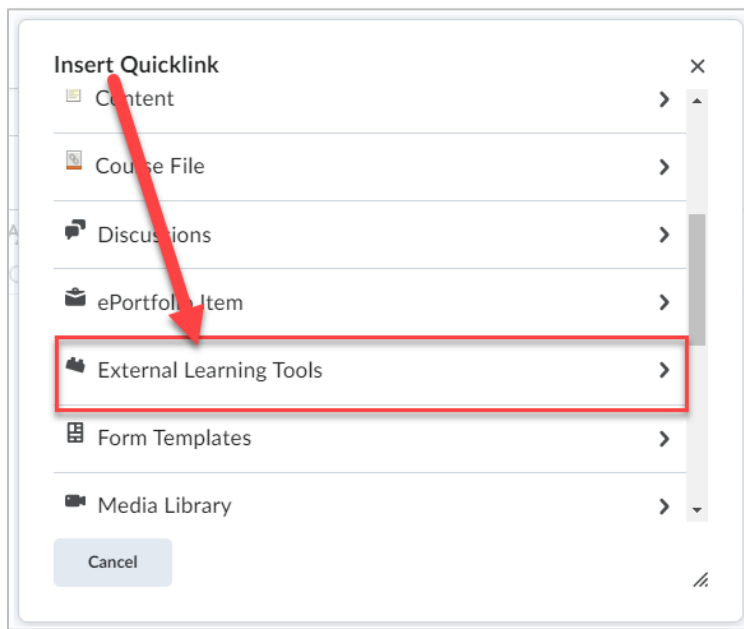 Insert Quicklink
Content
Course File
Discussions
ePortfolio Item
External Learning Tools
Form Templates
Media Library
Cancel